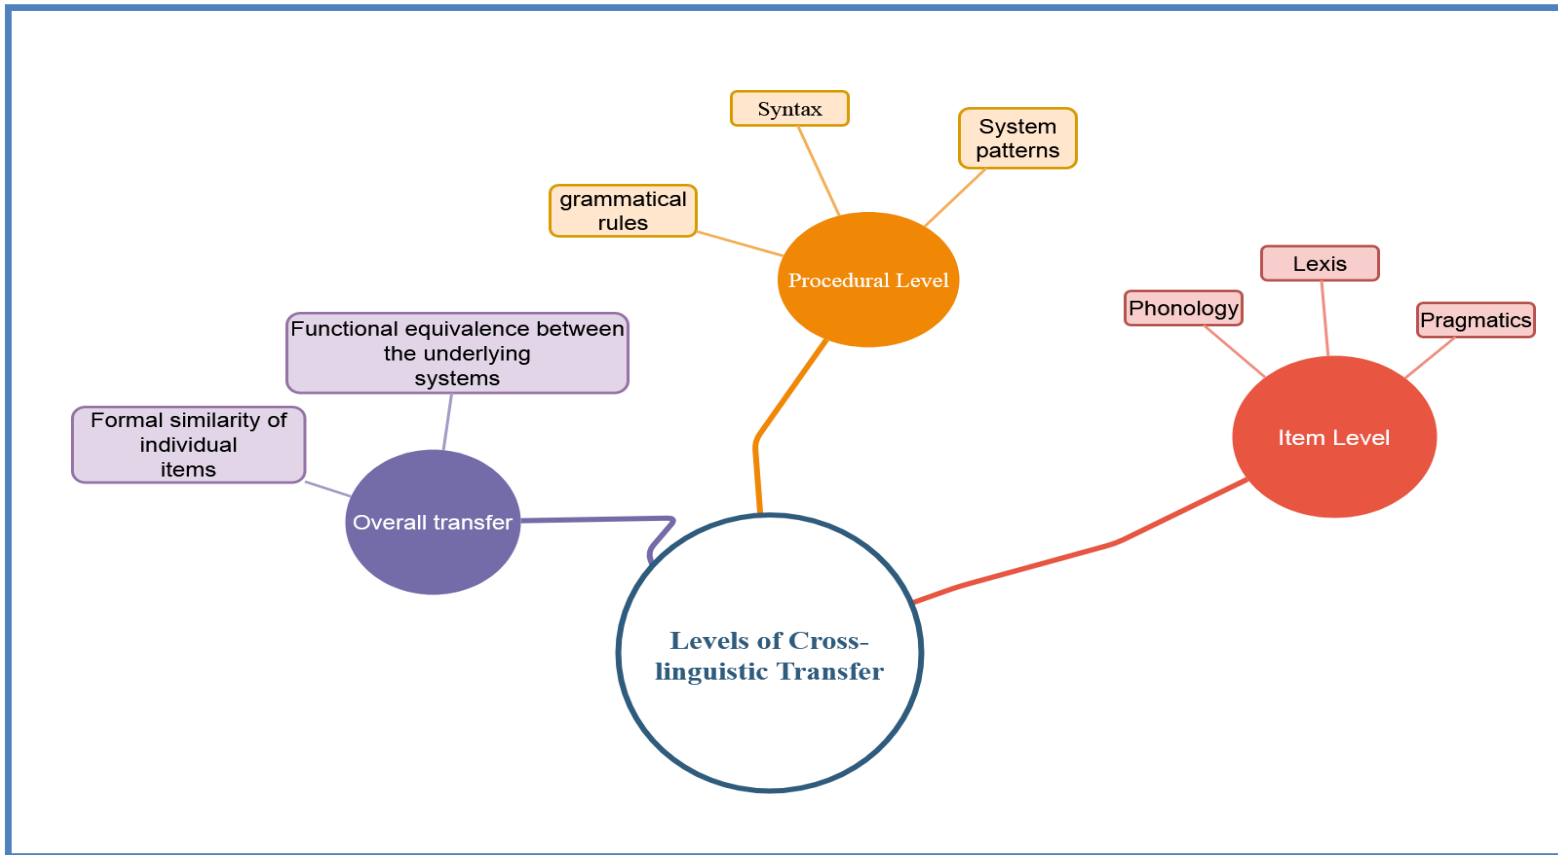 Syntax
System
patterns
grammatical
rules
Procedural Level
Lexis
Phonology
Pragmatics
Item Level
Functional equivalence between
the underlying
systems
Formal similarity of
individual
items
Overall transfer
Levels of Cross-
linguistic Transfer